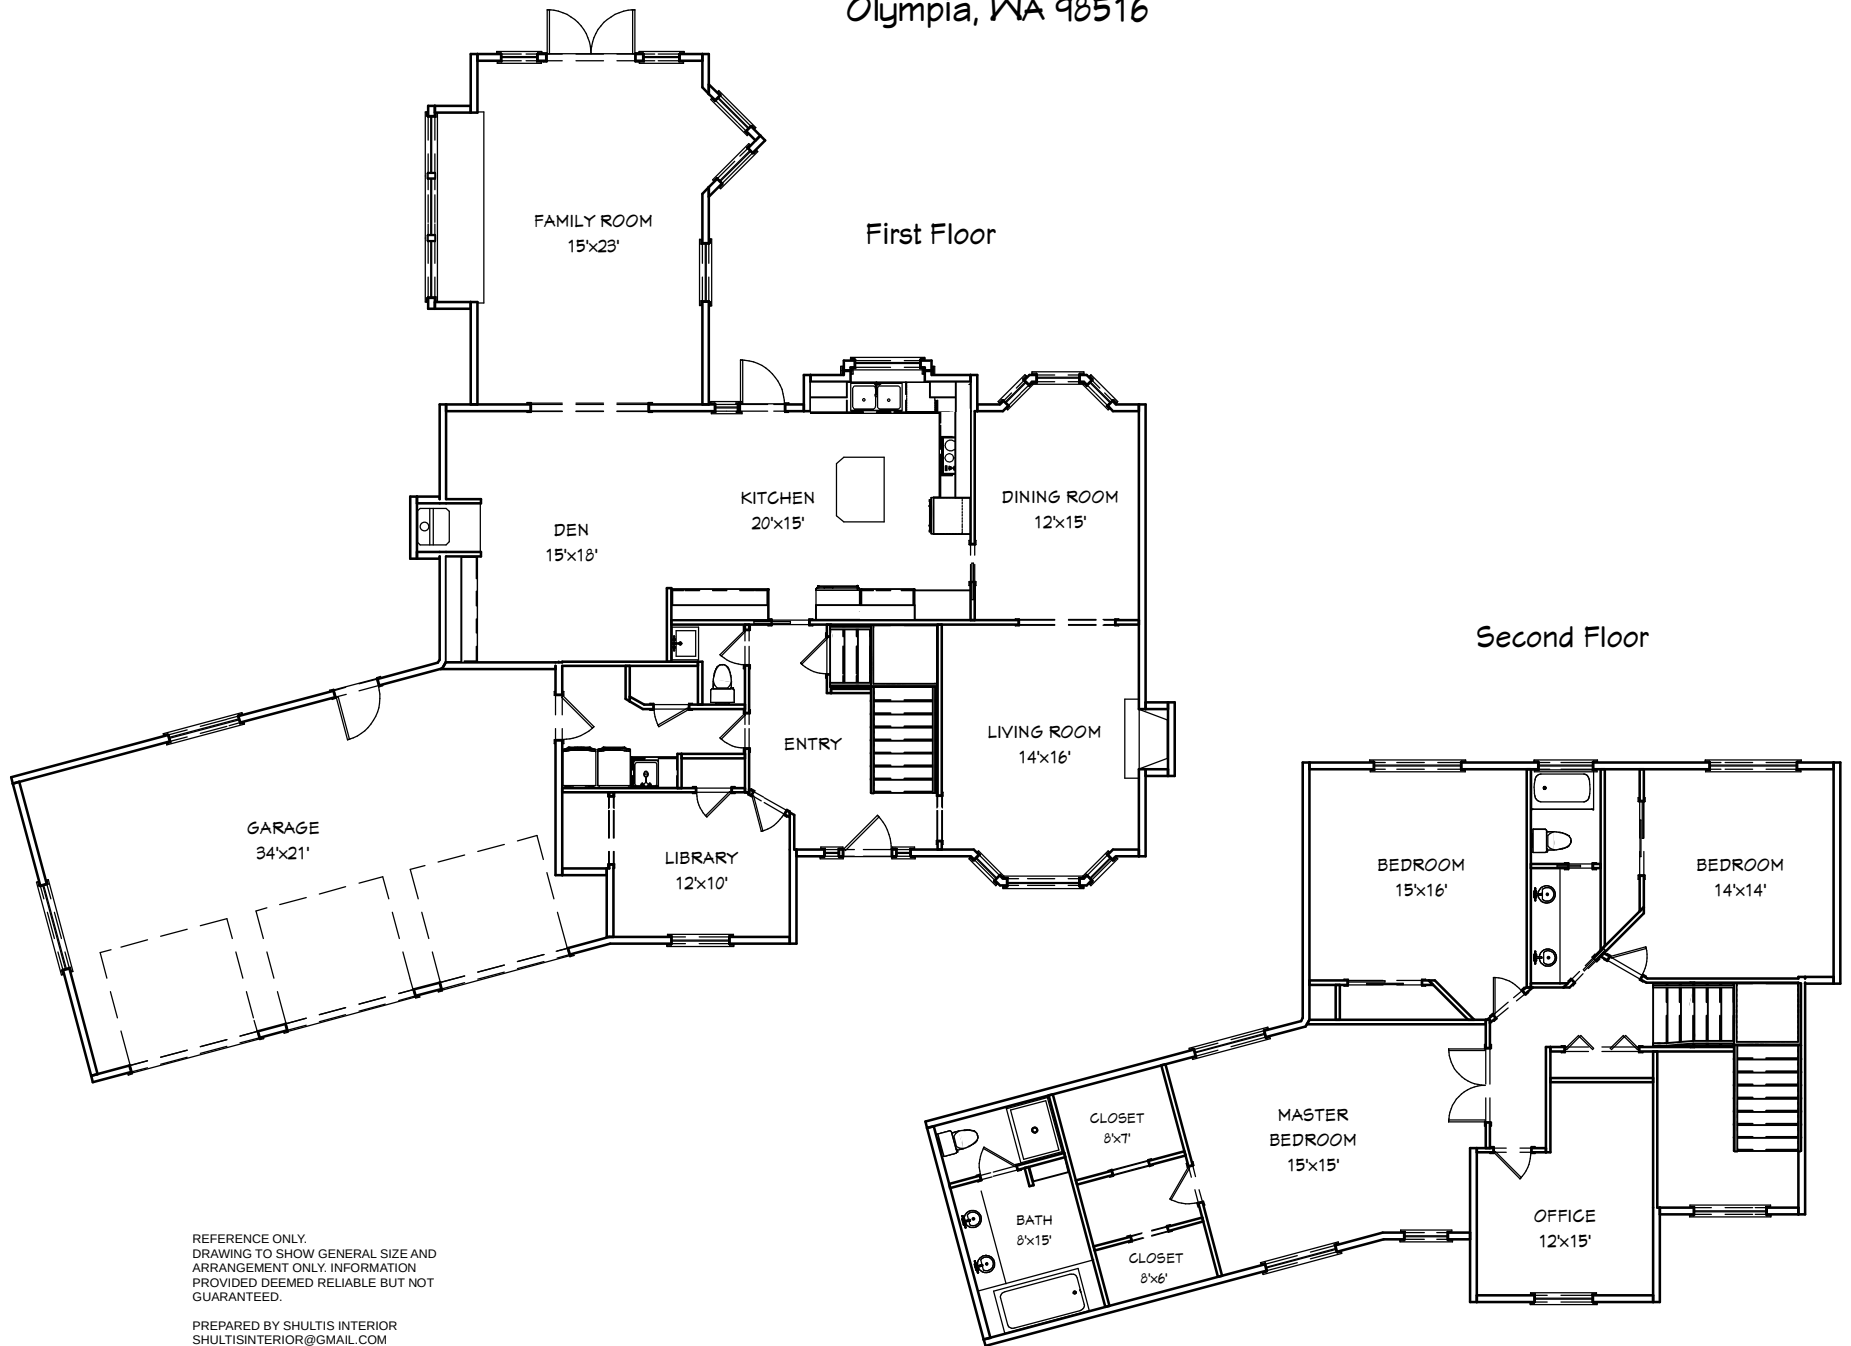 Olympia, WA 98516
First Floor
FAMILY ROOM
15'x23'
KITCHEN
20'x15'
DINING ROOM
12'x15'
DEN
15'x18'
ENTRY
LIVING ROOM
14'x16'
GARAGE
34'x21'
LIBRARY
12'x10'
Second Floor
BEDROOM
15'x16'
BEDROOM
14'x14'
CLOSET
8'x7'
MASTER
BEDROOM
15'x15'
BATH
8'x15'
CLOSET
8'x6'
OFFICE
12'x15'
REFERENCE ONLY.
DRAWING TO SHOW GENERAL SIZE AND
ARRANGEMENT ONLY. INFORMATION
PROVIDED DEEMED RELIABLE BUT NOT
GUARANTEED.
PREPARED BY SHULTIS INTERIOR
SHULTISINTERIOR@GMAIL.COM